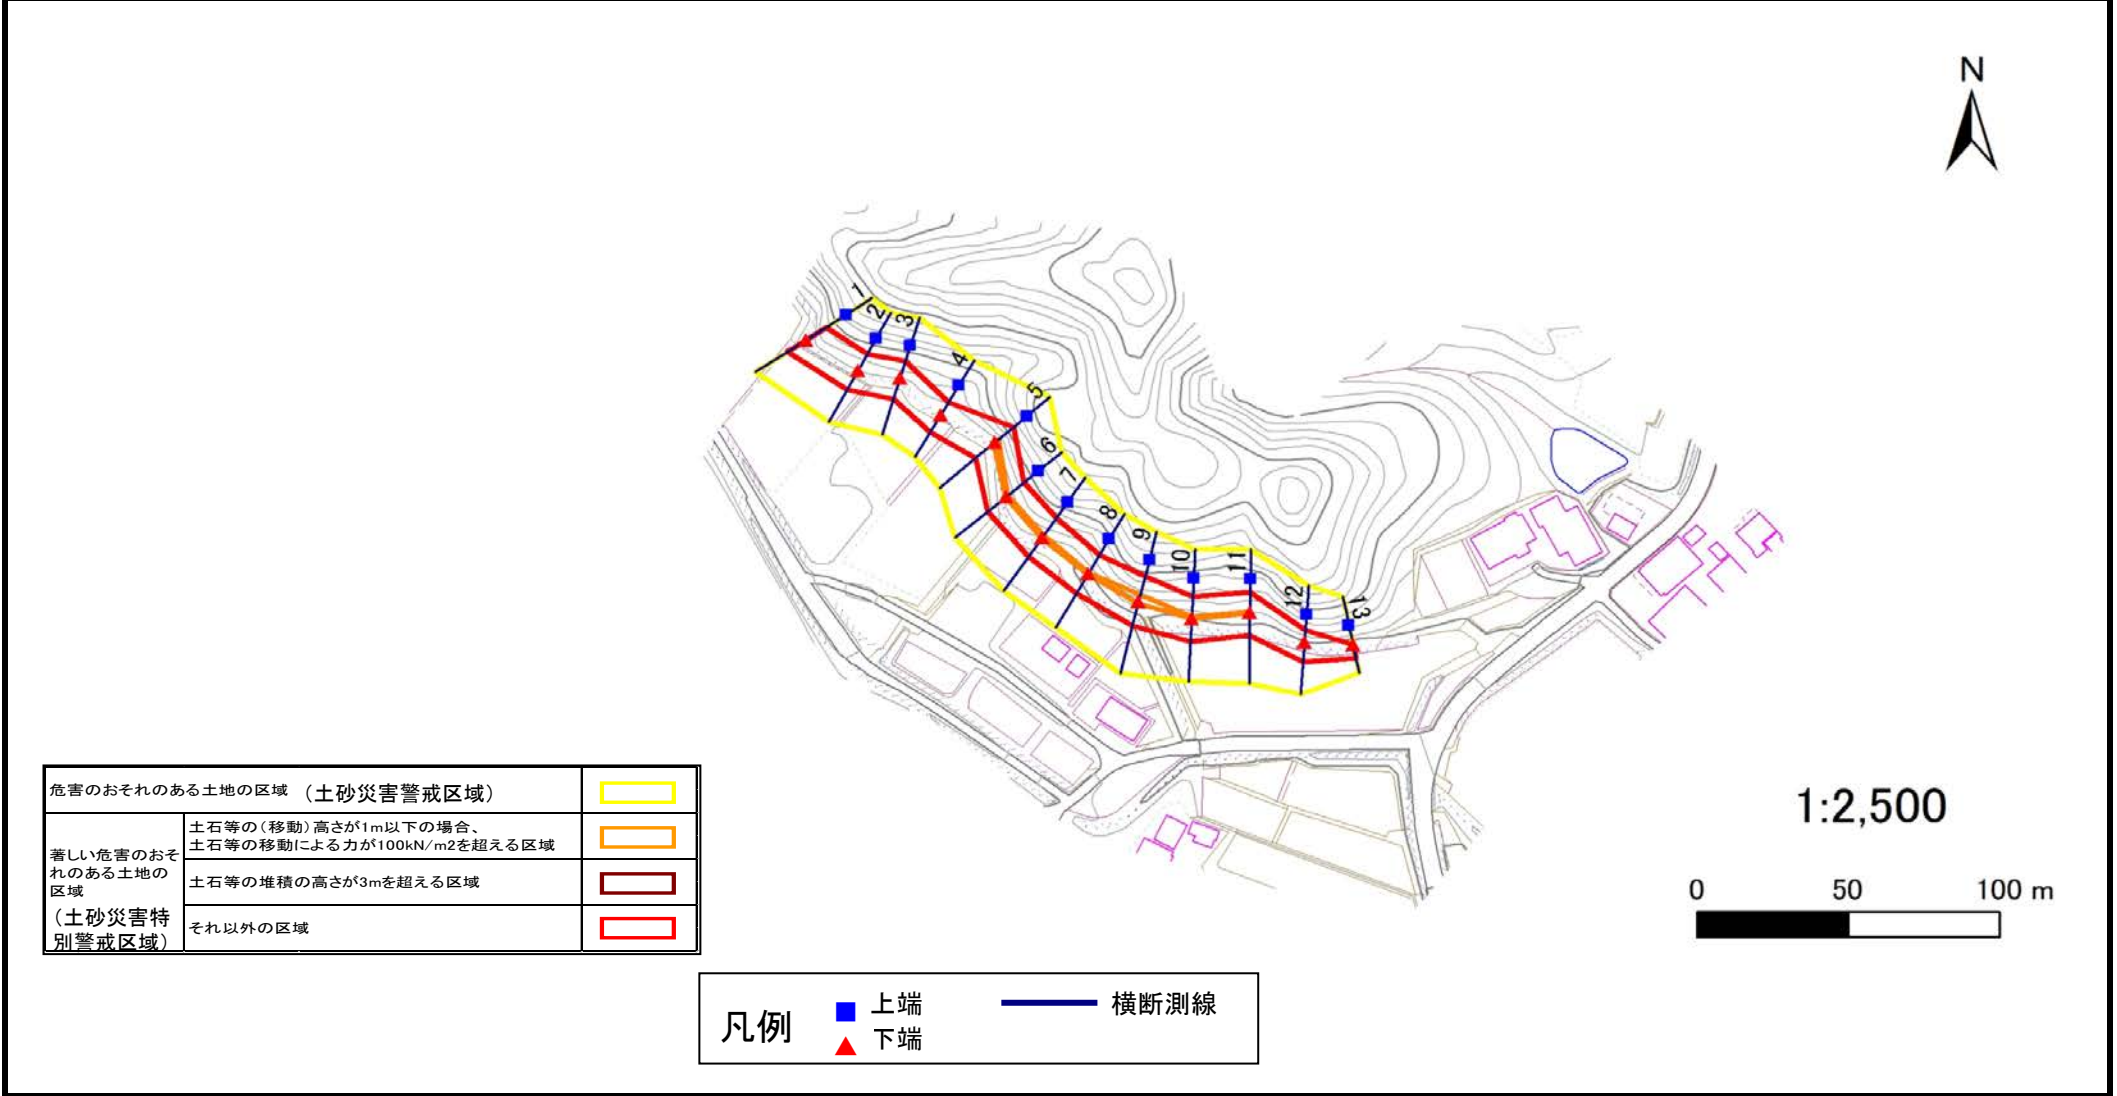 N
1
2
3
4
5
6
7
8
9
10
11
12
13
危害のおそれのある土地の区域 （土砂災害警戒区域）
著しい危害のおそ
れのある土地の
区域
（土砂災害特
別警戒区域）
土石等の（移動）高さが1m以下の場合、
土石等の移動による力が100kN/m2を超える区域
土石等の堆積の高さが3mを超える区域
それ以外の区域
1:2,500
0 50 100 m
凡例
上端
下端
横断測線